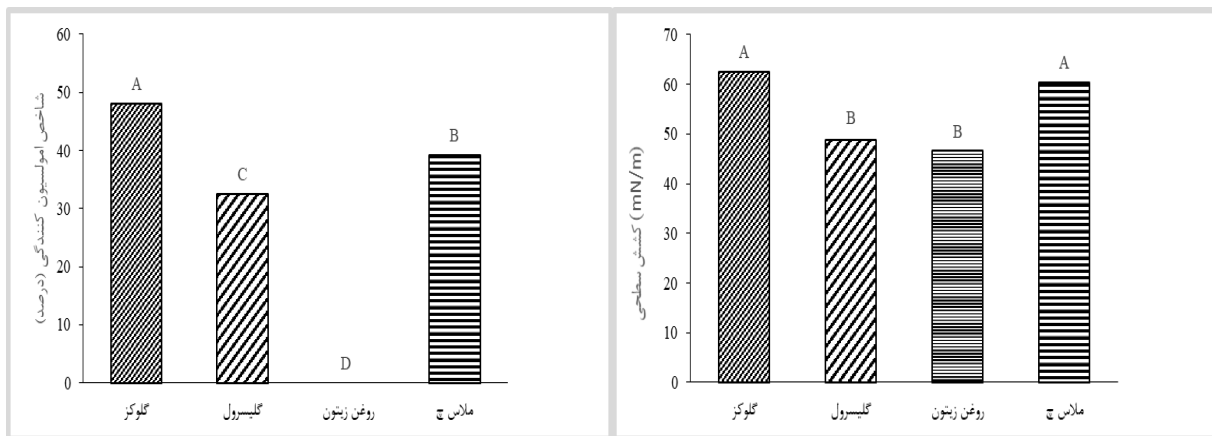 60
50
40
30
20
10
0
شاخص امولسیون کنندگی (درصد)
A
C
D
B
گلوکز
گلیسرول
روغن زیتون
ملاس چ
70
60
50
40
30
20
10
0
کشش سطحی (mN/m)
A
B
B
A
گلوکز
گلیسرول
روغن زیتون
ملاس چ